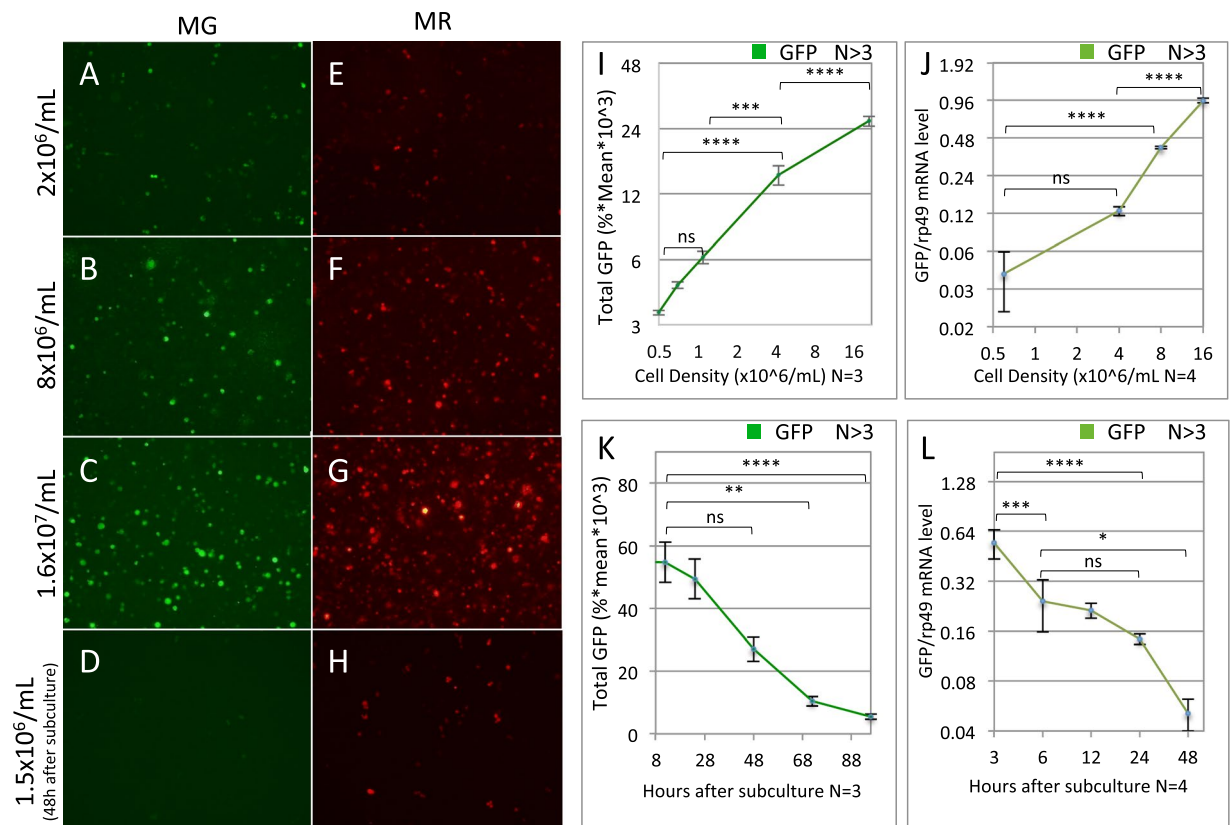 MG
MR
2x10⁶/mL
A
E
8x10⁶/mL
B
F
1.6x10⁷/mL
C
G
1.5x10⁶/mL
(48h after subculture)
D
H
I
GFP N>3
Total GFP (%*Mean*10^3)
48
24
12
6
3
****
***
****
ns
0.5 1 2 4 8 16
Cell Density (x10^6/mL) N=3
J
GFP N>3
GFP/rp49 mRNA level
1.92
0.96
0.48
0.24
0.12
0.06
0.03
0.02
****
****
ns
0.5 1 2 4 8 16
Cell Density (x10^6/mL N=4
K
GFP N>3
Total GFP (%*mean*10^3)
80
60
40
20
0
****
**
ns
8 28 48 68 88
Hours after subculture N=3
L
GFP N>3
GFP/rp49 mRNA level
1.28
0.64
0.32
0.16
0.08
0.04
****
***
*
ns
3 6 12 24 48
Hours after subculture N=4